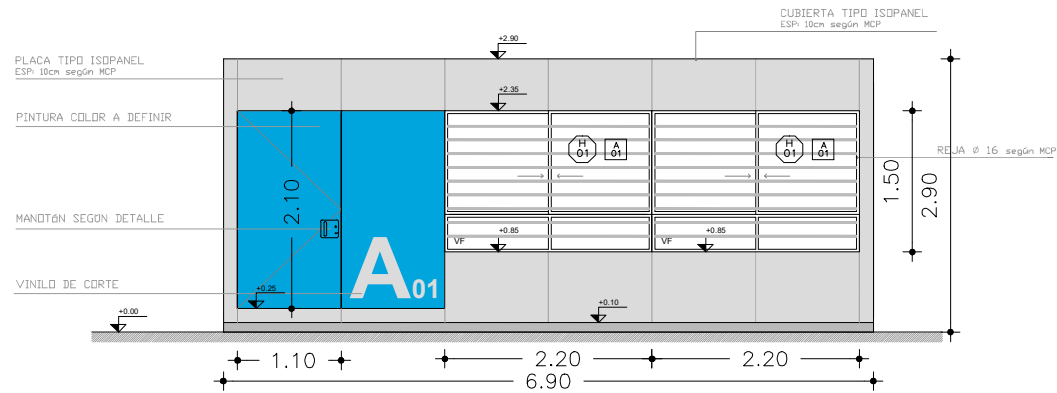 CUBIERTA TIPO ISOPANEL
ESP: 10cm según MCP
+2.90
PLACA TIPO ISOPANEL
ESP: 10cm según MCP
+2.35
PINTURA COLOR A DEFINIR
H
01
A
01
H
01
A
01
REJA Ø 16 según MCP
1.50
2.90
2.10
MANOTÓN SEGÚN DETALLE
VF
+0.85
VF
+0.85
A01
VINILO DE CORTE
+0.25
+0.10
+0.00
1.10
2.20
2.20
6.90